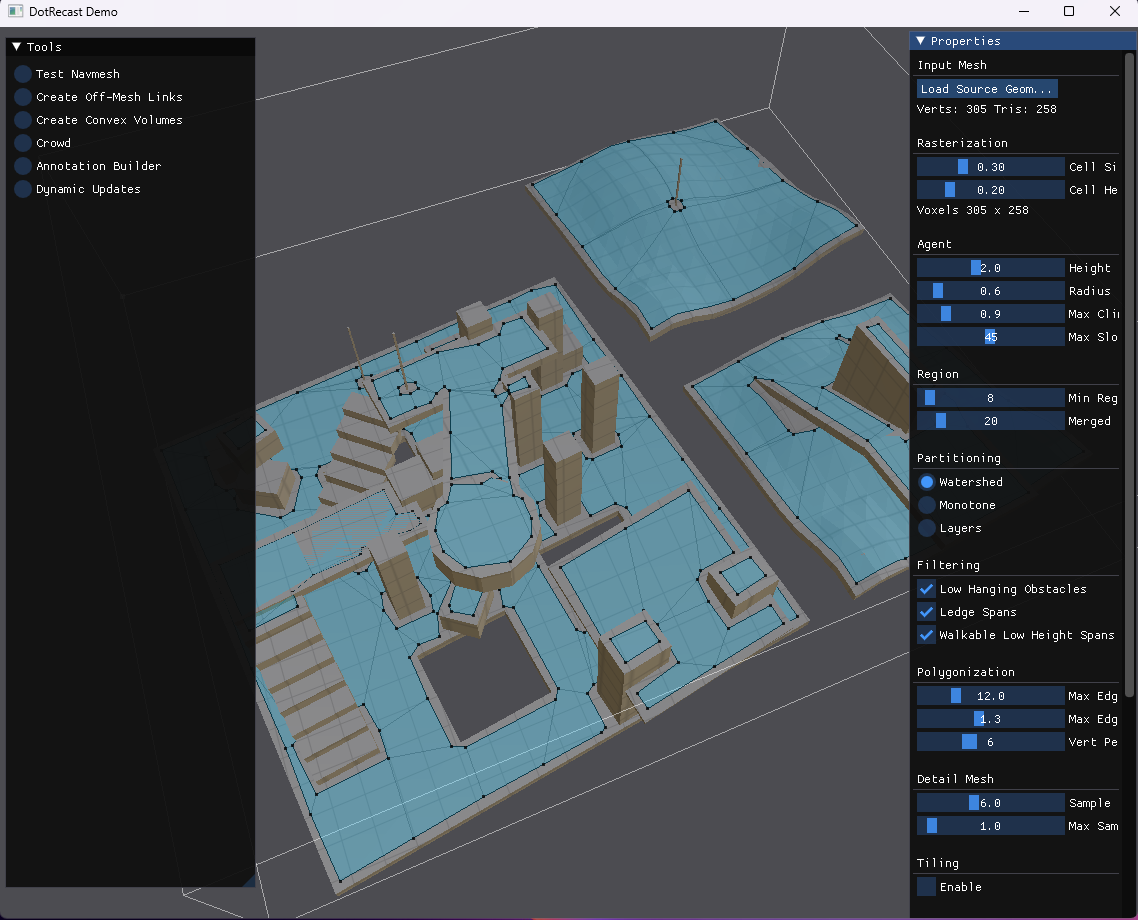 DotRecast Demo
Tools
Test Navmesh
Create Off-Mesh Links
Create Convex Volumes
Crowd
Annotation Builder
Dynamic Updates
Properties
Input Mesh
Load Source Geom...
Verts: 305 Tris: 258
Rasterization
0.30 Cell Si
0.20 Cell He
Voxels 305 x 258
Agent
2.0 Height
0.6 Radius
0.9 Max Cli
45 Max Slo
Region
8 Min Reg
20 Merged
Partitioning
Watershed
Monotone
Layers
Filtering
Low Hanging Obstacles
Ledge Spans
Walkable Low Height Spans
Polygonization
12.0 Max Edg
1.3 Max Edg
6 Vert Pe
Detail Mesh
6.0 Sample
1.0 Max Sam
Tiling
Enable